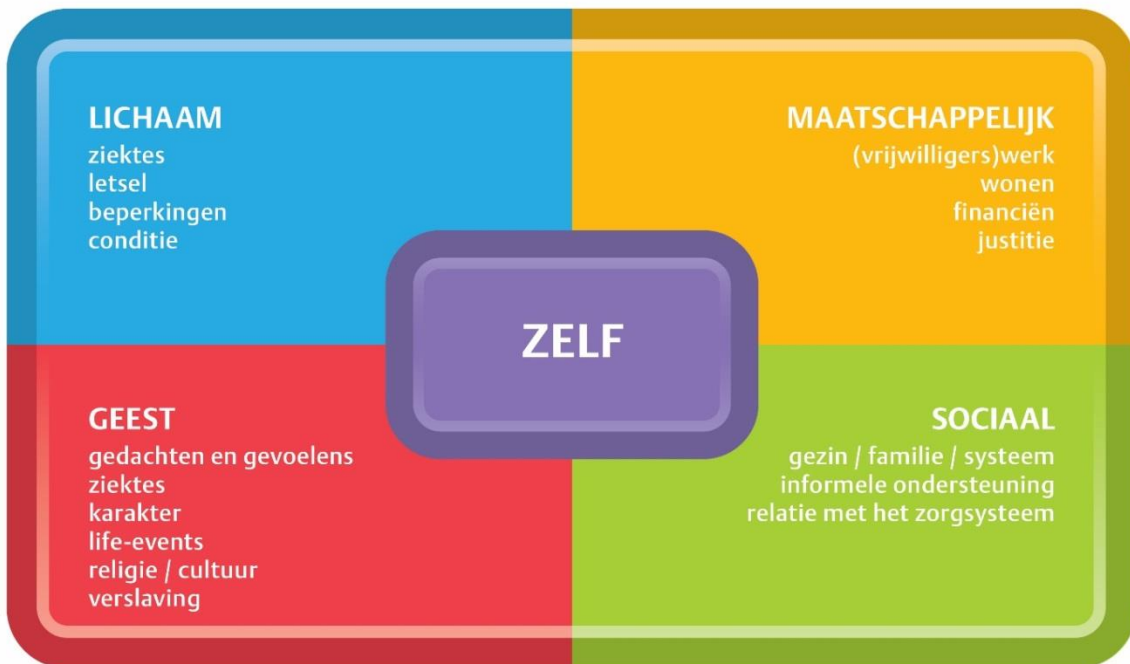 LICHAAM
ziektes
letsel
beperkingen
conditie
MAATSCHAPPELIJK
(vrijwilligers)werk
wonen
financiën
justitie
ZELF
GEEST
gedachten en gevoelens
ziektes
karakter
life-events
religie / cultuur
verslaving
SOCIAAL
gezin / familie / systeem
informele ondersteuning
relatie met het zorgsysteem